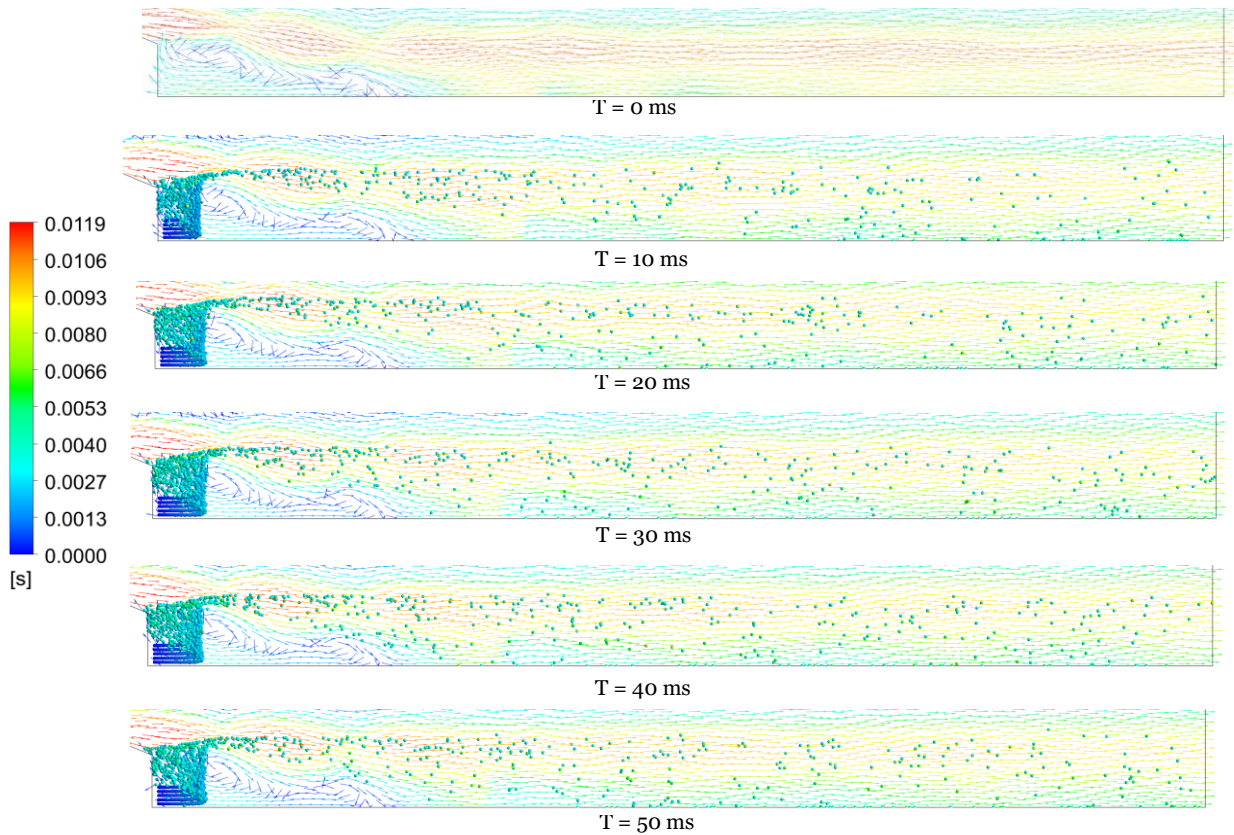 T = 0 ms
T = 10 ms
0.0119
0.0106
0.0093
0.0080
0.0066
0.0053
0.0040
0.0027
0.0013
0.0000
[s]
T = 20 ms
T = 30 ms
T = 40 ms
T = 50 ms